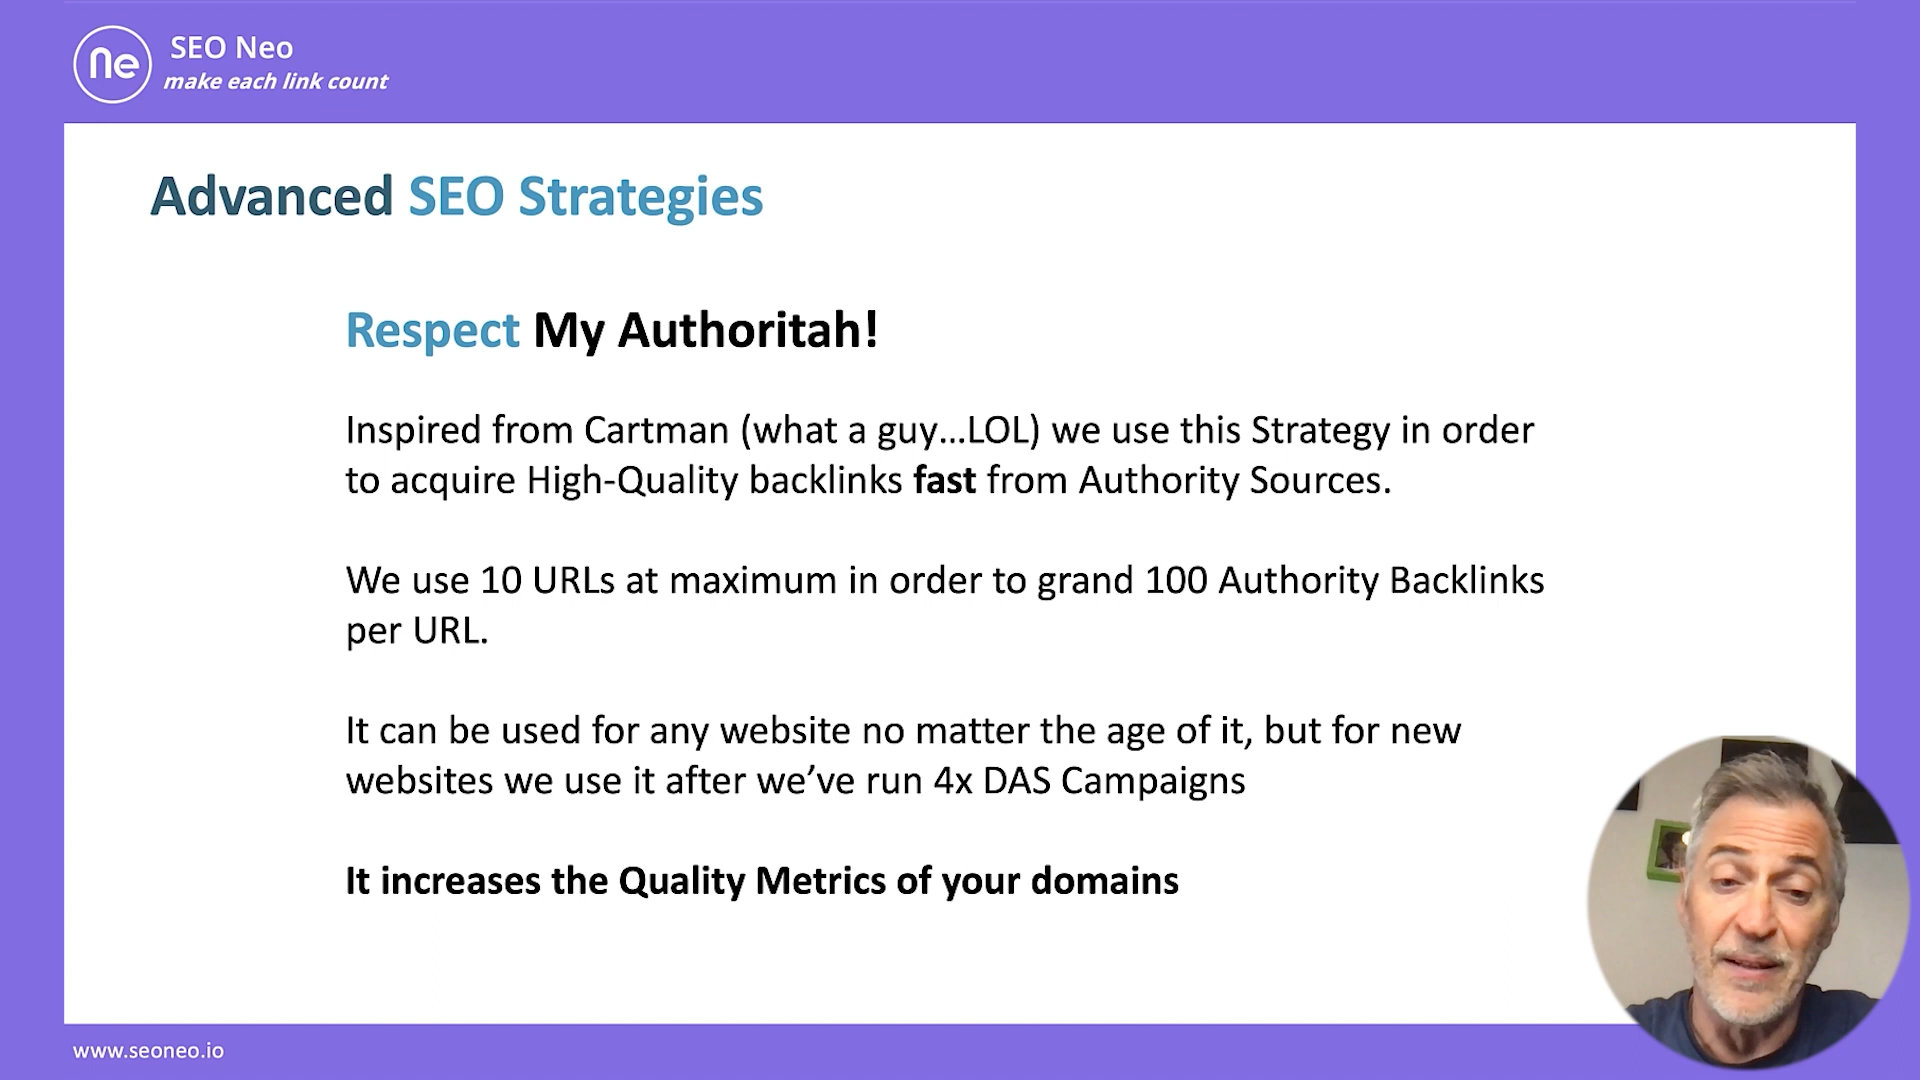 ne
SEO Neo
make each link count
Advanced SEO Strategies
Respect My Authoritah!
Inspired from Cartman (what a guy...LOL) we use this Strategy in order
to acquire High-Quality backlinks fast from Authority Sources.
We use 10 URLs at maximum in order to grand 100 Authority Backlinks
per URL.
It can be used for any website no matter the age of it, but for new
websites we use it after we’ve run 4x DAS Campaigns
It increases the Quality Metrics of your domains
www.seoneo.io